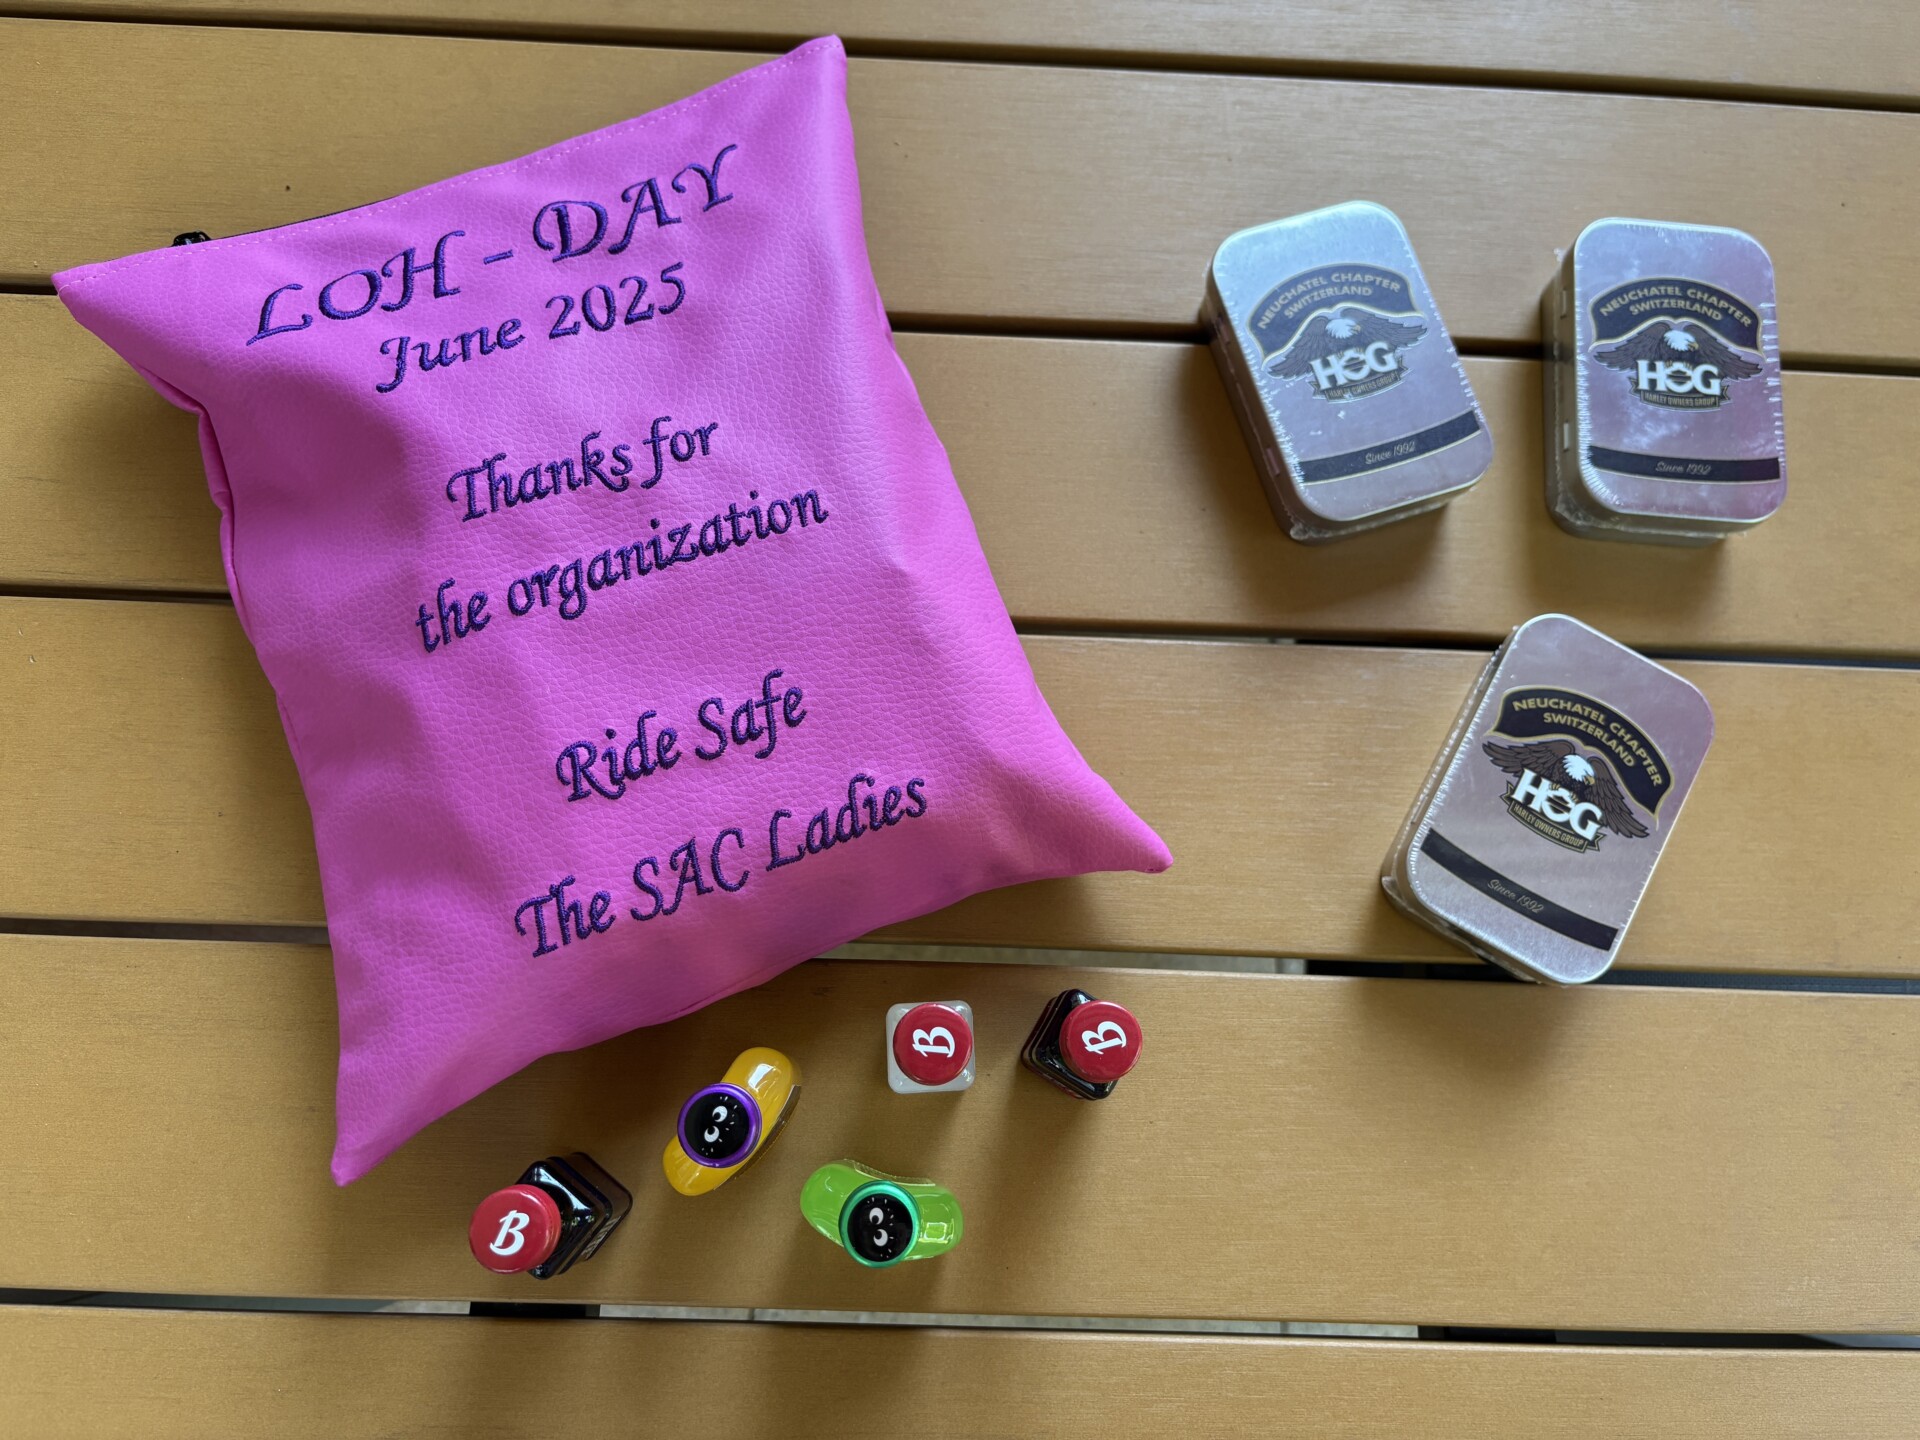 LOH - DAY
June 2025
Thanks for
the organization
Ride Safe
The SAC Ladies
NEUCHATEL CHAPTER
SWITZERLAND
HOG
HARLEY OWNERS GROUP
Since 1992
NEUCHATEL CHAPTER
SWITZERLAND
HOG
HARLEY OWNERS GROUP
Since 1992
NEUCHATEL CHAPTER
SWITZERLAND
HOG
HARLEY OWNERS GROUP
Since 1992
B
B
B